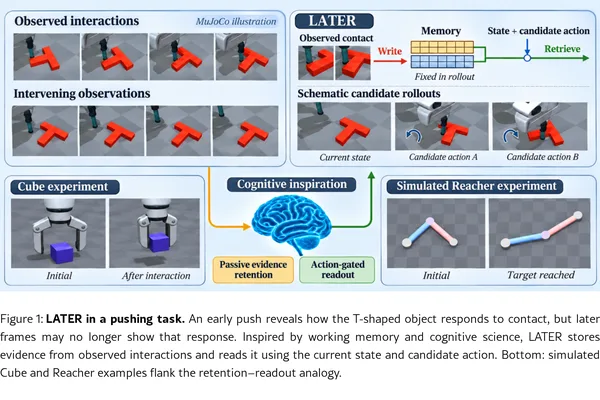 Observed interactions
MuJoCo illustration
Intervening observations
LATER
Observed contact
Write
Memory
Fixed in rollout
State + candidate action
Retrieve
Schematic candidate rollouts
Current state
Candidate action A
Candidate action B
Cube experiment
Initial
After interaction
Cognitive inspiration
Passive evidence
retention
Action-gated
readout
Simulated Reacher experiment
Initial
Target reached
Figure 1: LATER in a pushing task. An early push reveals how the T-shaped object responds to contact, but later
frames may no longer show that response. Inspired by working memory and cognitive science, LATER stores
evidence from observed interactions and reads it using the current state and candidate action. Bottom: simulated
Cube and Reacher examples flank the retention–readout analogy.